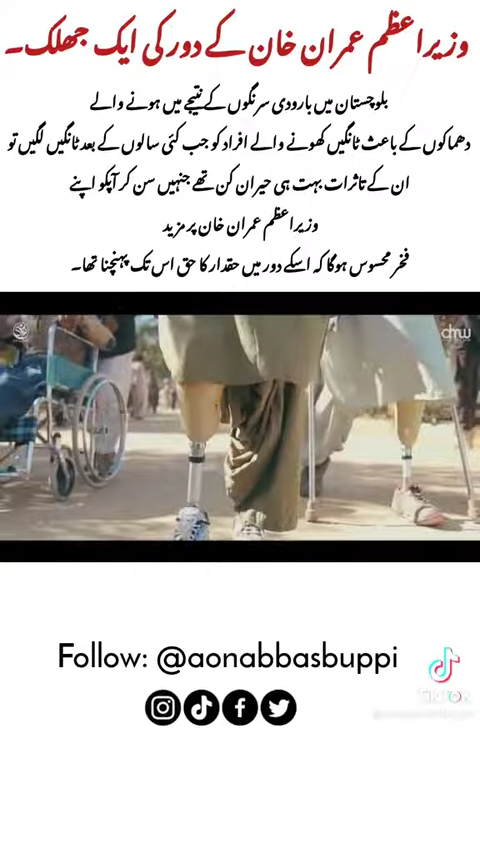 وزیراعظم عمران خان کے دور کی ایک جھلک۔
بلوچستان میں بارودی سرنگوں کے نتیجے میں ہونے والے
دھماکوں کے باعث ٹانگیں کھونے والے افراد کو جب کئی سالوں کے بعد ٹانگیں لگیں تو
ان کے تاثرات بہت ہی حیران کن تھے جنہیں سن کر آپکو اپنے
وزیراعظم عمران خان پر مزید
فخر محسوس ہوگا کہ اسکے دور میں حقدار کا حق اس تک پہنچنا تھا۔
dmw
Follow: @aonabbasbuppi
TikTok